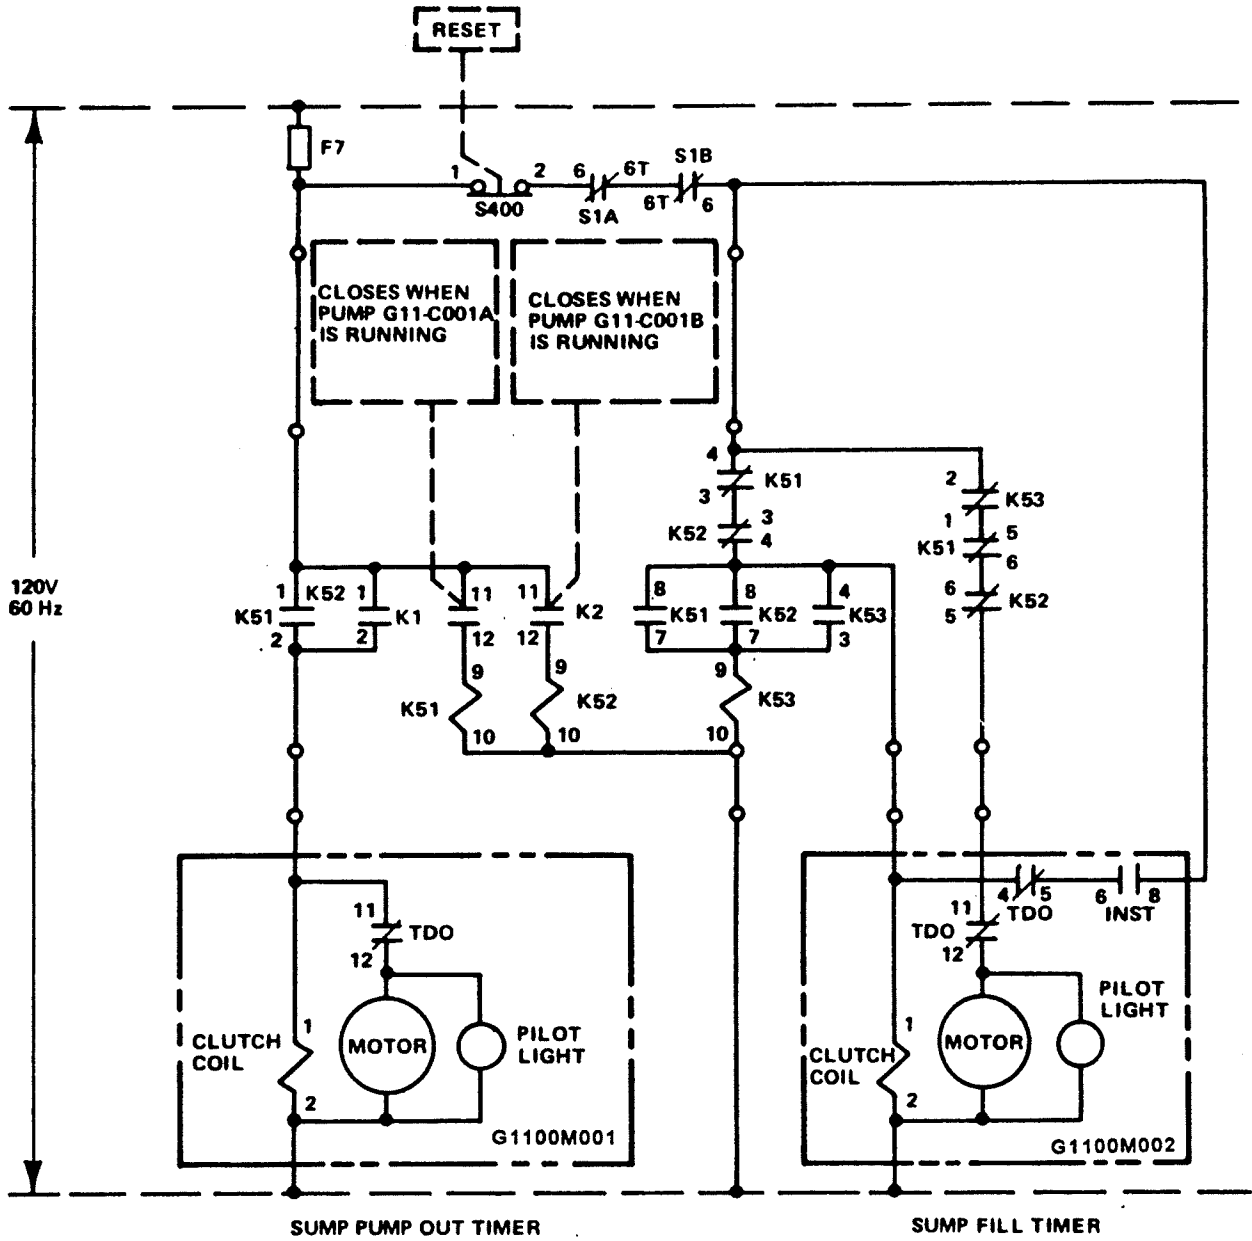 RESET
F7
1
2
S400
6
6T
S1A
S1B
6T
6
CLOSES WHEN
PUMP G11-C001A
IS RUNNING
CLOSES WHEN
PUMP G11-C001B
IS RUNNING
120V
60 Hz
4
K51
3
K52
3
4
2
K53
1
K51
5
6
6
K52
5
1
K52
K51
2
1
K1
2
11
12
11
K2
12
8
K51
7
8
K52
7
4
K53
3
9
K51
10
9
K52
10
9
K53
10
11
TDO
12
1
CLUTCH
COIL
2
MOTOR
PILOT
LIGHT
G1100M001
4
5
TDO
6
8
INST
11
TDO
12
1
CLUTCH
COIL
2
MOTOR
PILOT
LIGHT
G1100M002
SUMP PUMP OUT TIMER
SUMP FILL TIMER